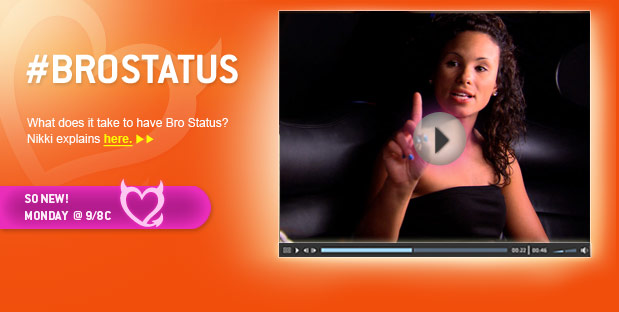 #BROSTATUS
What does it take to have Bro Status?
Nikki explains here.
SO NEW!
MONDAY @ 9/8C
00:22 00:46